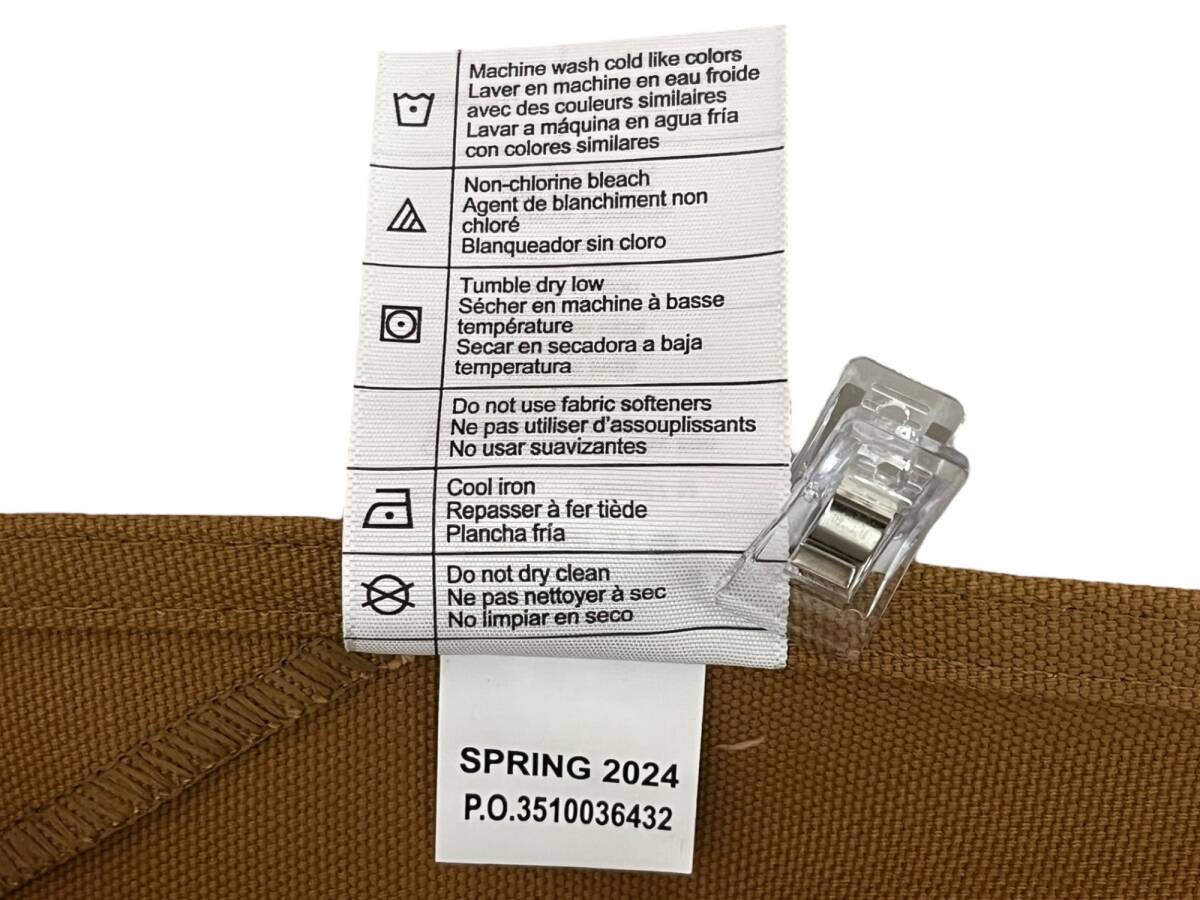 Machine wash cold like colors
Laver en machine en eau froide
avec des couleurs similaires
Lavar a máquina en agua fría
con colores similares
Non-chlorine bleach
Agent de blanchiment non
chloré
Blanqueador sin cloro
Tumble dry low
Sécher en machine à basse
température
Secar en secadora a baja
temperatura
Do not use fabric softeners
Ne pas utiliser d'assouplissants
No usar suavizantes
Cool iron
Repasser à fer tiède
Plancha fría
Do not dry clean
Ne pas nettoyer à sec
No limpiar en seco
SPRING 2024
P.O.3510036432